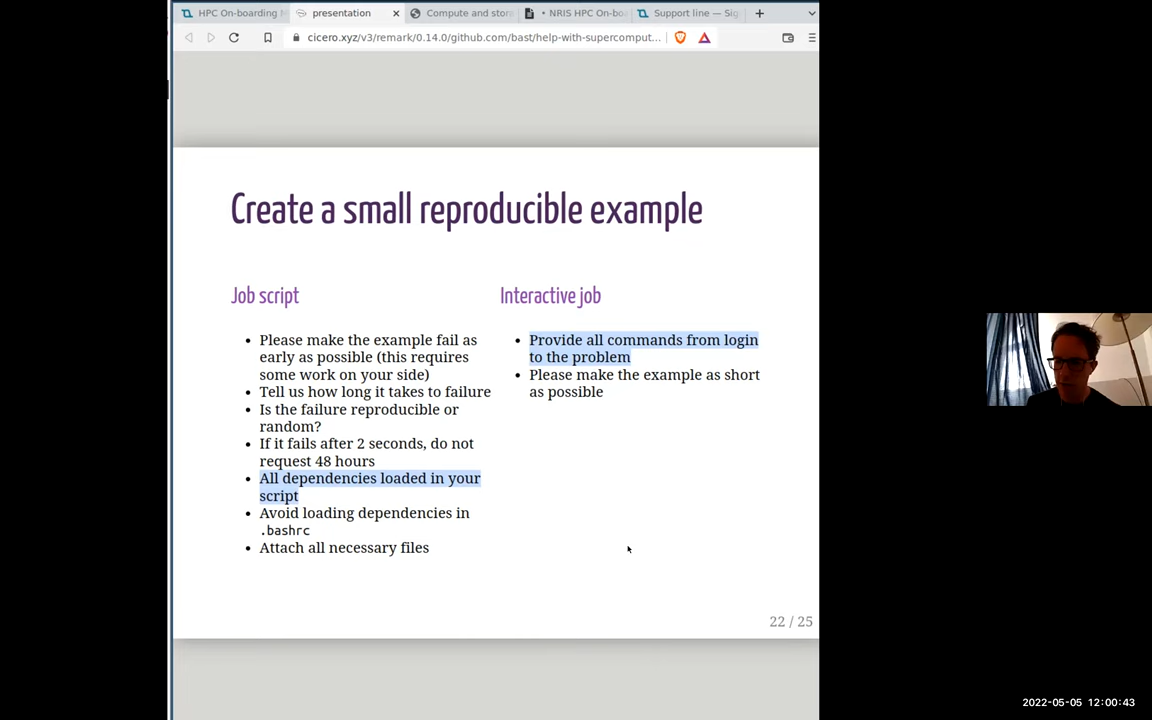 HPC On-boarding M
presentation
Compute and stor
• NRIS HPC On-boa
Support line — Sig
cicero.xyz/v3/remark/0.14.0/github.com/bast/help-with-supercomput...
Create a small reproducible example
Job script
Please make the example fail as
early as possible (this requires
some work on your side)
Tell us how long it takes to failure
Is the failure reproducible or
random?
If it fails after 2 seconds, do not
request 48 hours
All dependencies loaded in your
script
Avoid loading dependencies in
.bashrc
Attach all necessary files
Interactive job
Provide all commands from login
to the problem
Please make the example as short
as possible
22 / 25
2022-05-05 12:00:43